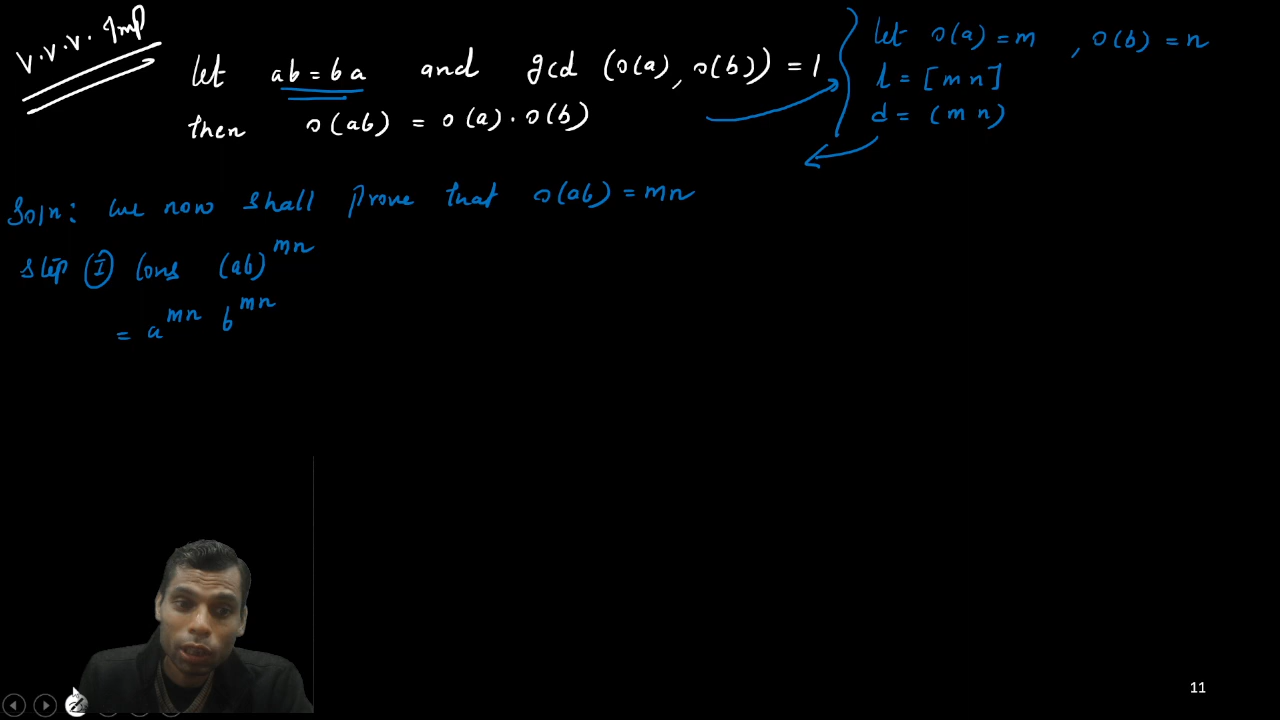 V.V.V. Imp
let ab = ba and gcd (o(a), o(b)) = 1
then o(ab) = o(a) . o(b)
let o(a) = m , o(b) = n
l = [m n]
d = (m n)
Soln: we now shall prove that o(ab) = mn
Step (I) Cons (ab)^mn
= a^mn b^mn
11